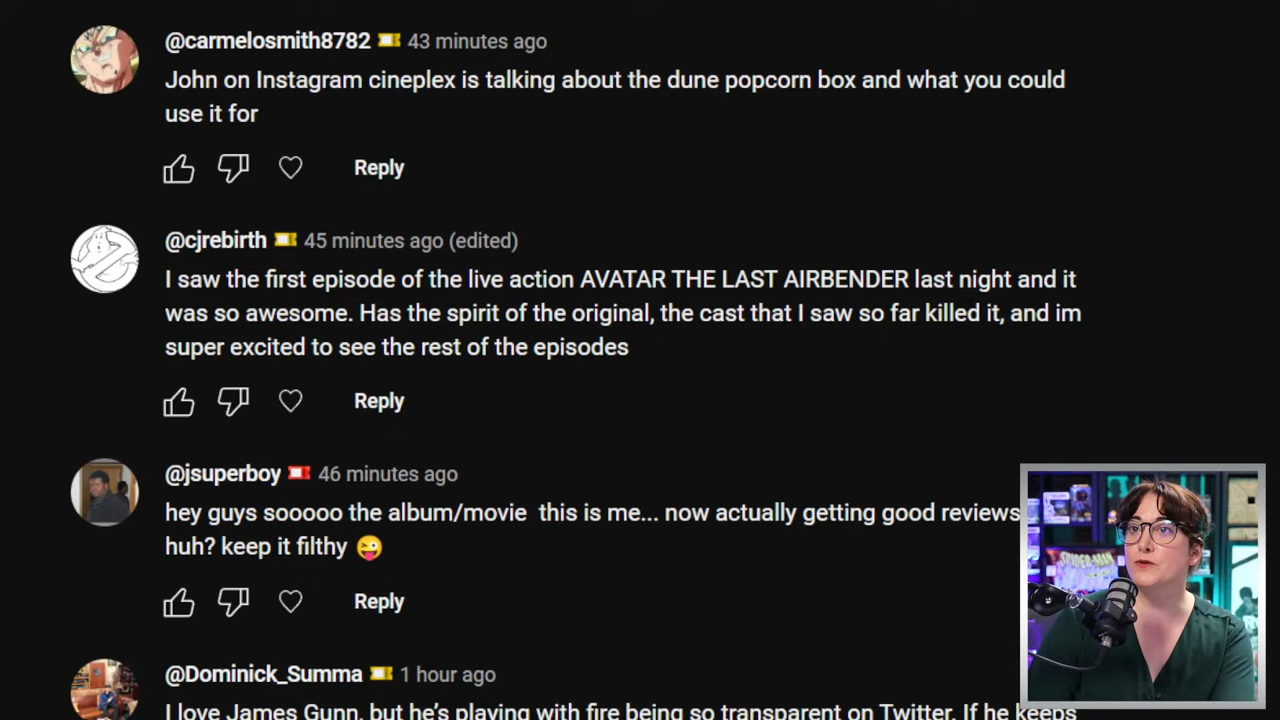 @carmelosmith8782 43 minutes ago
John on Instagram cineplex is talking about the dune popcorn box and what you could
use it for
Reply
@cjrebirth 45 minutes ago (edited)
I saw the first episode of the live action AVATAR THE LAST AIRBENDER last night and it
was so awesome. Has the spirit of the original, the cast that I saw so far killed it, and im
super excited to see the rest of the episodes
Reply
@jsuperboy 46 minutes ago
hey guys sooooo the album/movie this is me... now actually getting good reviews
huh? keep it filthy 😜
Reply
SPIDER-MAN
@Dominick_Summa 1 hour ago
I love James Gunn, but he's playing with fire being so transparent on Twitter. If he keeps